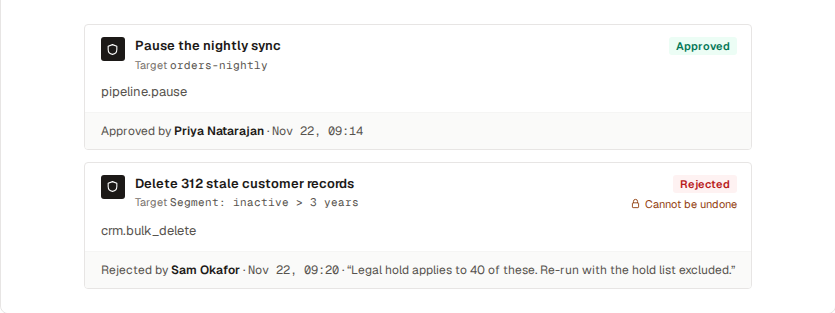 Pause the nightly sync
Approved
Target orders-nightly
pipeline.pause
Approved by Priya Natarajan · Nov 22, 09:14
Delete 312 stale customer records
Rejected
Target Segment: inactive > 3 years
Cannot be undone
crm.bulk_delete
Rejected by Sam Okafor · Nov 22, 09:20 · “Legal hold applies to 40 of these. Re-run with the hold list excluded.”